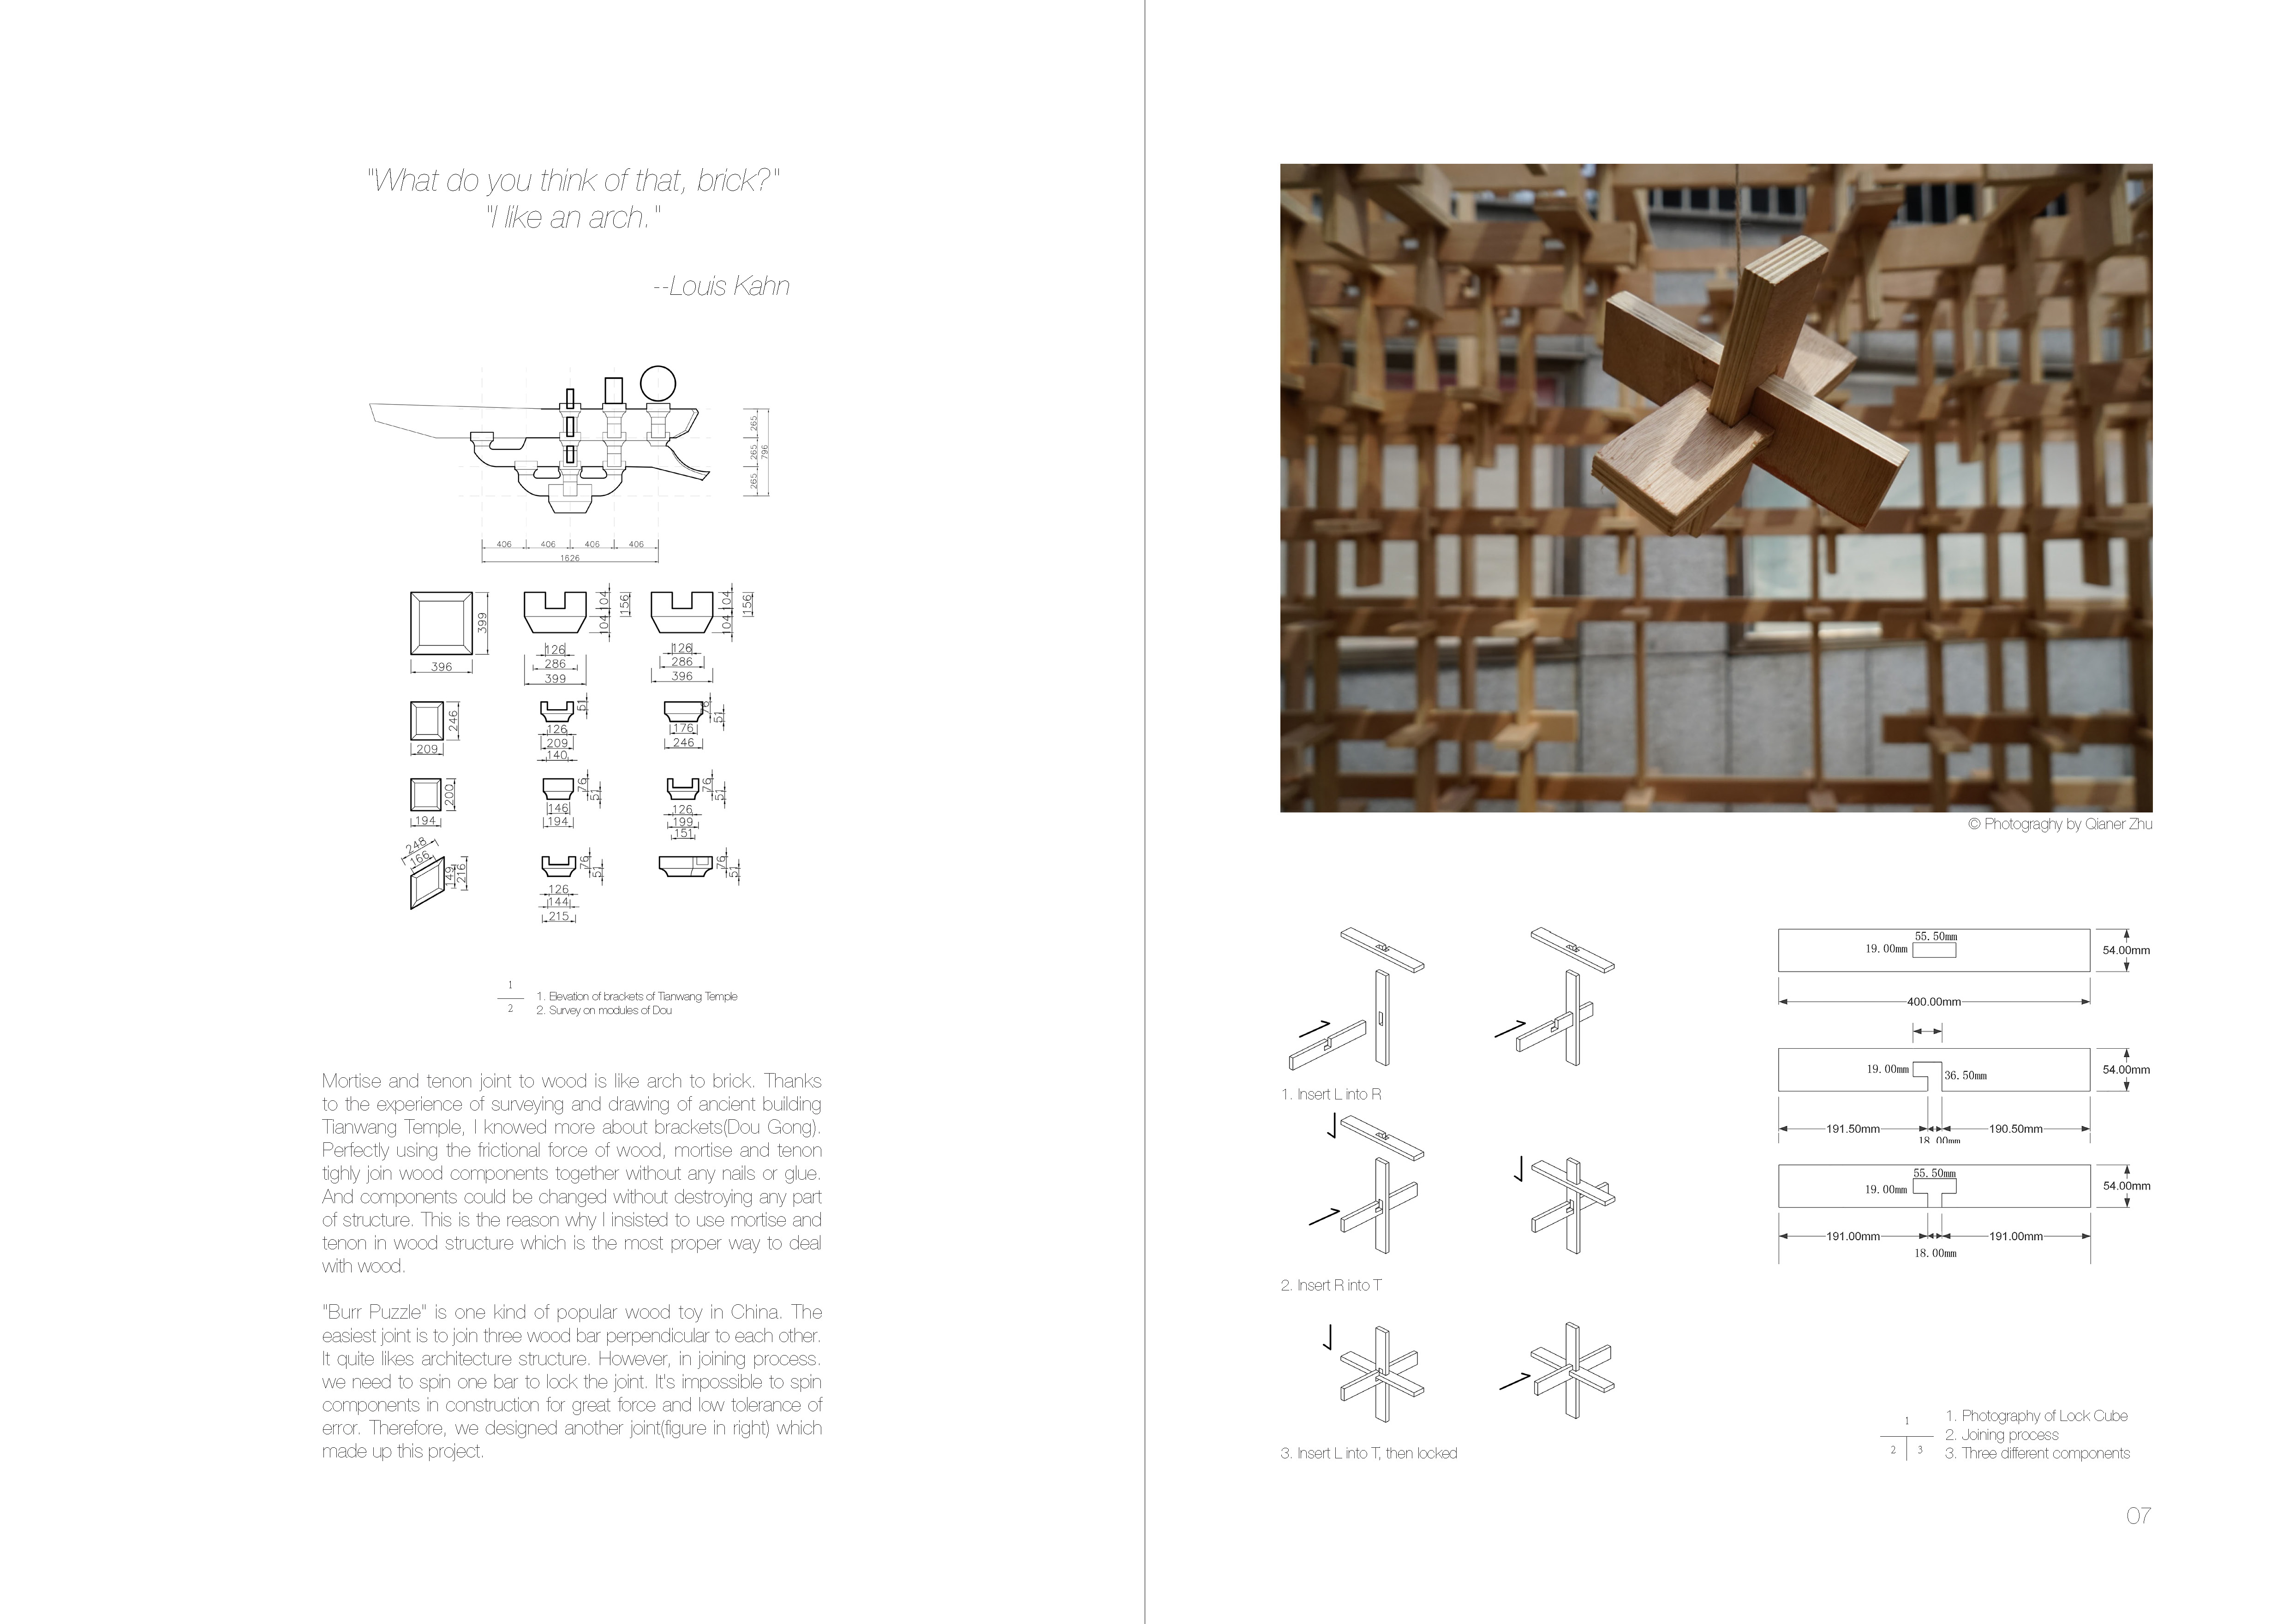 "What do you think of that, brick?"
"I like an arch."
--Louis Kahn
265
265
265
796
406
406
406
406
1626
399
396
104
104
156
126
286
399
104
104
156
126
286
396
246
209
51
126
209
140
76
51
176
246
200
194
76
51
146
194
76
51
126
199
151
248
166
149
216
76
51
126
144
215
76
51
1
2
1. Elevation of brackets of Tianwang Temple
2. Survey on modules of Dou
Mortise and tenon joint to wood is like arch to brick. Thanks
to the experience of surveying and drawing of ancient building
Tianwang Temple, I knowed more about brackets(Dou Gong).
Perfectly using the frictional force of wood, mortise and tenon
tighly join wood components together without any nails or glue.
And components could be changed without destroying any part
of structure. This is the reason why I insisted to use mortise and
tenon in wood structure which is the most proper way to deal
with wood.
"Burr Puzzle" is one kind of popular wood toy in China. The
easiest joint is to join three wood bar perpendicular to each other.
It quite likes architecture structure. However, in joining process.
we need to spin one bar to lock the joint. It's impossible to spin
components in construction for great force and low tolerance of
error. Therefore, we designed another joint(figure in right) which
made up this project.
© Photograghy by Qianer Zhu
1. Insert L into R
2. Insert R into T
3. Insert L into T, then locked
55.50mm
19.00mm
54.00mm
400.00mm
19.00mm
36.50mm
54.00mm
191.50mm
18.00mm
190.50mm
55.50mm
19.00mm
54.00mm
191.00mm
191.00mm
18.00mm
1
2
3
1. Photography of Lock Cube
2. Joining process
3. Three different components
07